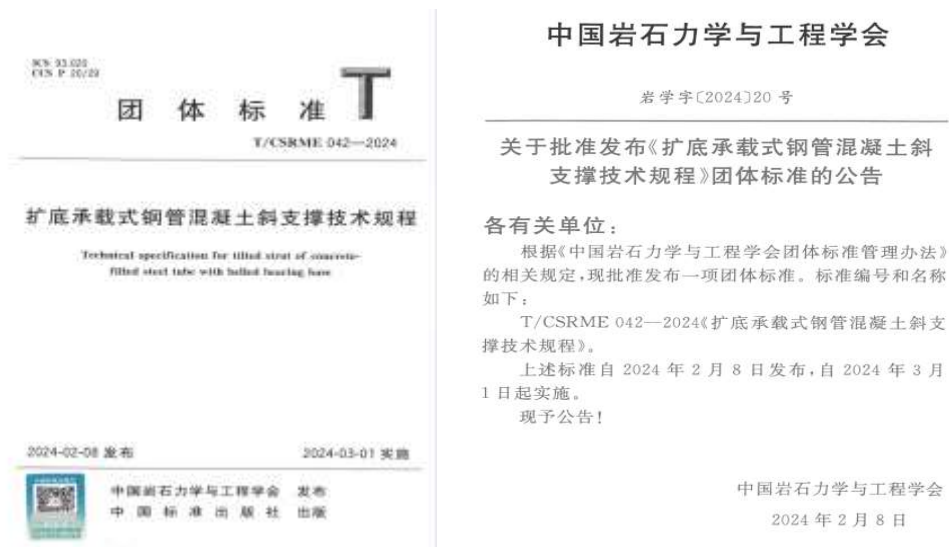 ICS 93.020
CCS P 20/29
T
团体标准
T/CSRME 042—2024
扩底承载式钢管混凝土斜支撑技术规程
Technical specification for tilted strut of concrete-
filled steel tube with belled bearing base
2024-02-08 发布
2024-03-01 实施
中国岩石力学与工程学会 发布
中国标准出版社 出版
中国岩石力学与工程学会
岩学字〔2024〕20 号
关于批准发布《扩底承载式钢管混凝土斜
支撑技术规程》团体标准的公告
各有关单位：
根据《中国岩石力学与工程学会团体标准管理办法》
的相关规定,现批准发布一项团体标准。标准编号和名称
如下：
T/CSRME 042—2024《扩底承载式钢管混凝土斜支
撑技术规程》。
上述标准自 2024 年 2 月 8 日发布,自 2024 年 3 月
1 日起实施。
现予公告!
中国岩石力学与工程学会
2024 年 2 月 8 日